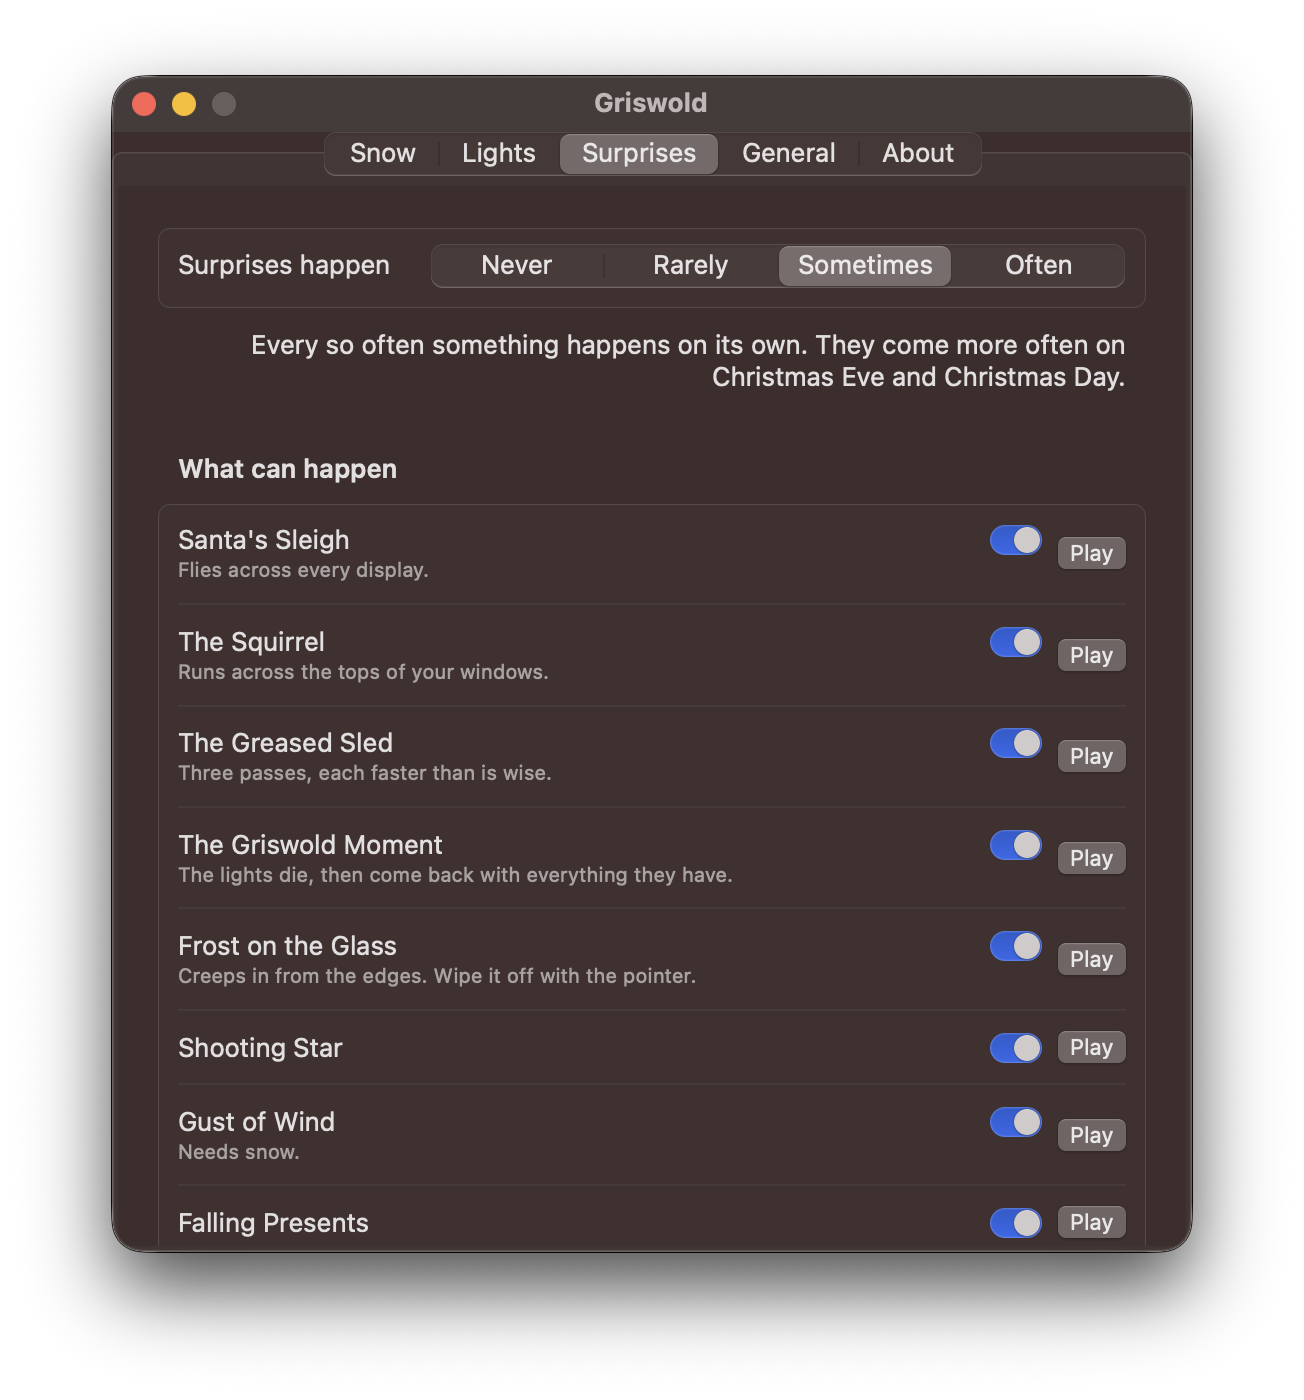 Griswold
Snow Lights Surprises General About
Surprises happen Never Rarely Sometimes Often
Every so often something happens on its own. They come more often on
Christmas Eve and Christmas Day.
What can happen
Santa's Sleigh
Play
Flies across every display.
The Squirrel
Play
Runs across the tops of your windows.
The Greased Sled
Play
Three passes, each faster than is wise.
The Griswold Moment
Play
The lights die, then come back with everything they have.
Frost on the Glass
Play
Creeps in from the edges. Wipe it off with the pointer.
Shooting Star Play
Gust of Wind
Play
Needs snow.
Falling Presents Play